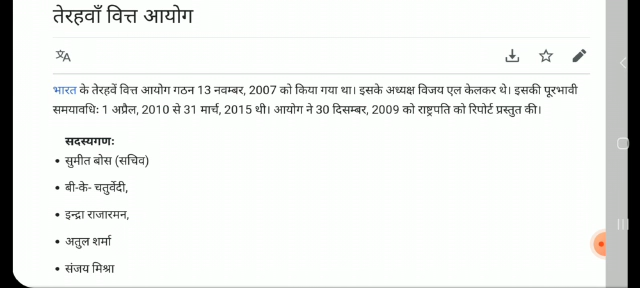 तेरहवाँ वित्त आयोग
भारत के तेरहवें वित्त आयोग गठन 13 नवम्बर, 2007 को किया गया था। इसके अध्यक्ष विजय एल केलकर थे। इसकी पूरभावी
समयावधिः 1 अप्रैल, 2010 से 31 मार्च, 2015 थी। आयोग ने 30 दिसम्बर, 2009 को राष्ट्रपति को रिपोर्ट प्रस्तुत की।
सदस्यगणः
• सुमीत बोस (सचिव)
• बी-के- चतुर्वेदी,
• इन्द्रा राजारमन,
• अतुल शर्मा
• संजय मिश्रा